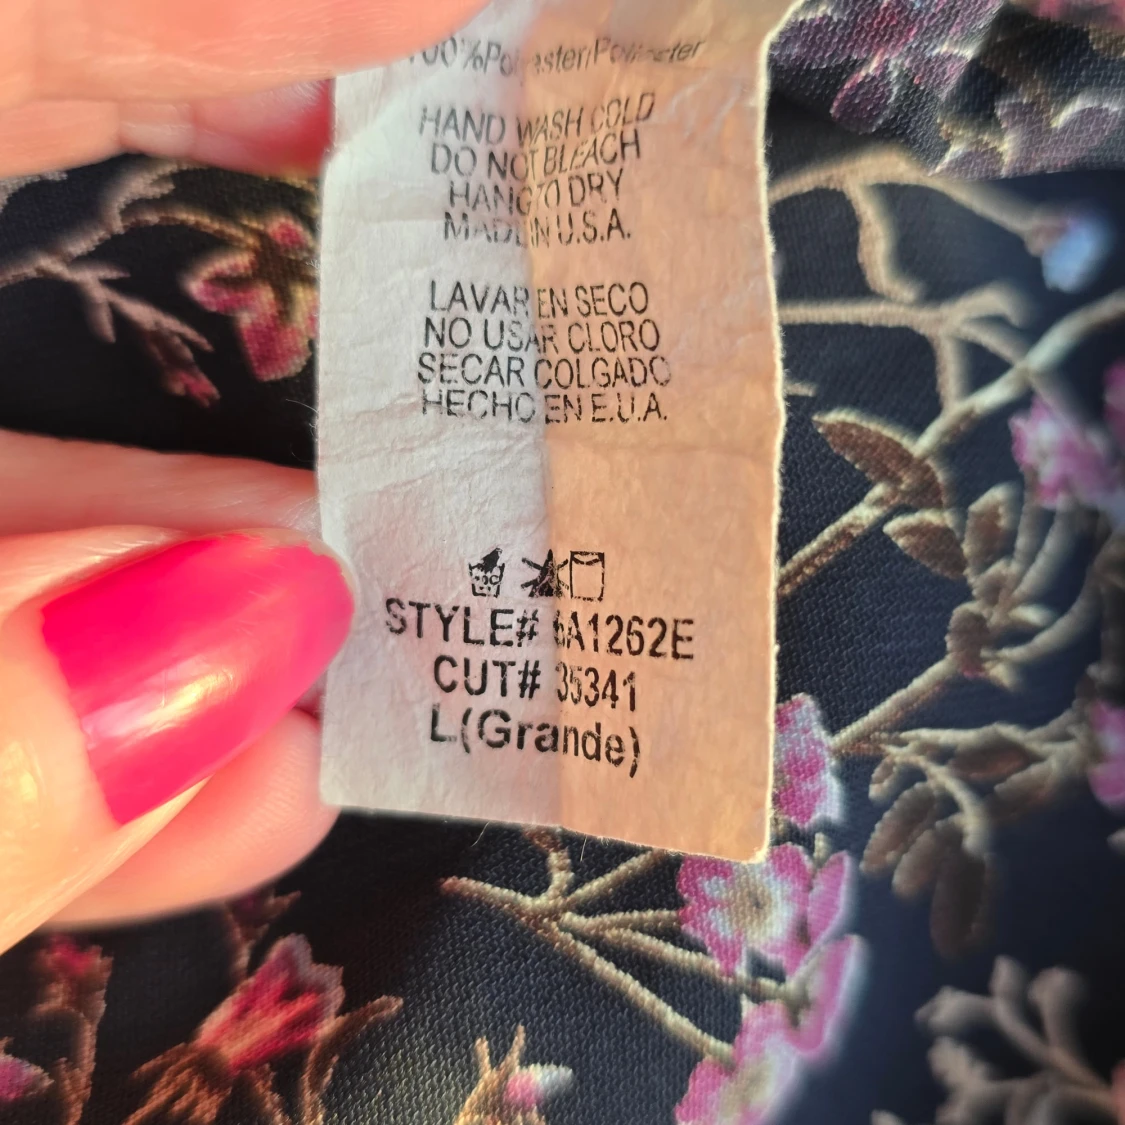 100%Polyester/Poliester
HAND WASH COLD
DO NOT BLEACH
HANG TO DRY
MADE IN U.S.A.
LAVAR EN SECO
NO USAR CLORO
SECAR COLGADO
HECHO EN E.U.A.
STYLE#
CUT# 35341
L(Grande)